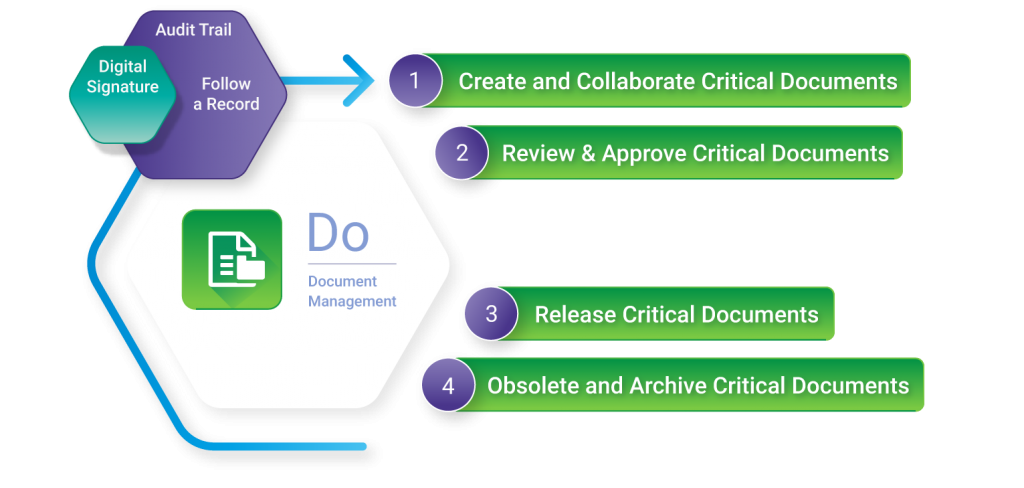 Audit Trail
Digital
Signature
Follow
a Record
1
Create and Collaborate Critical Documents
2
Review & Approve Critical Documents
Do
Document
Management
3
Release Critical Documents
4
Obsolete and Archive Critical Documents